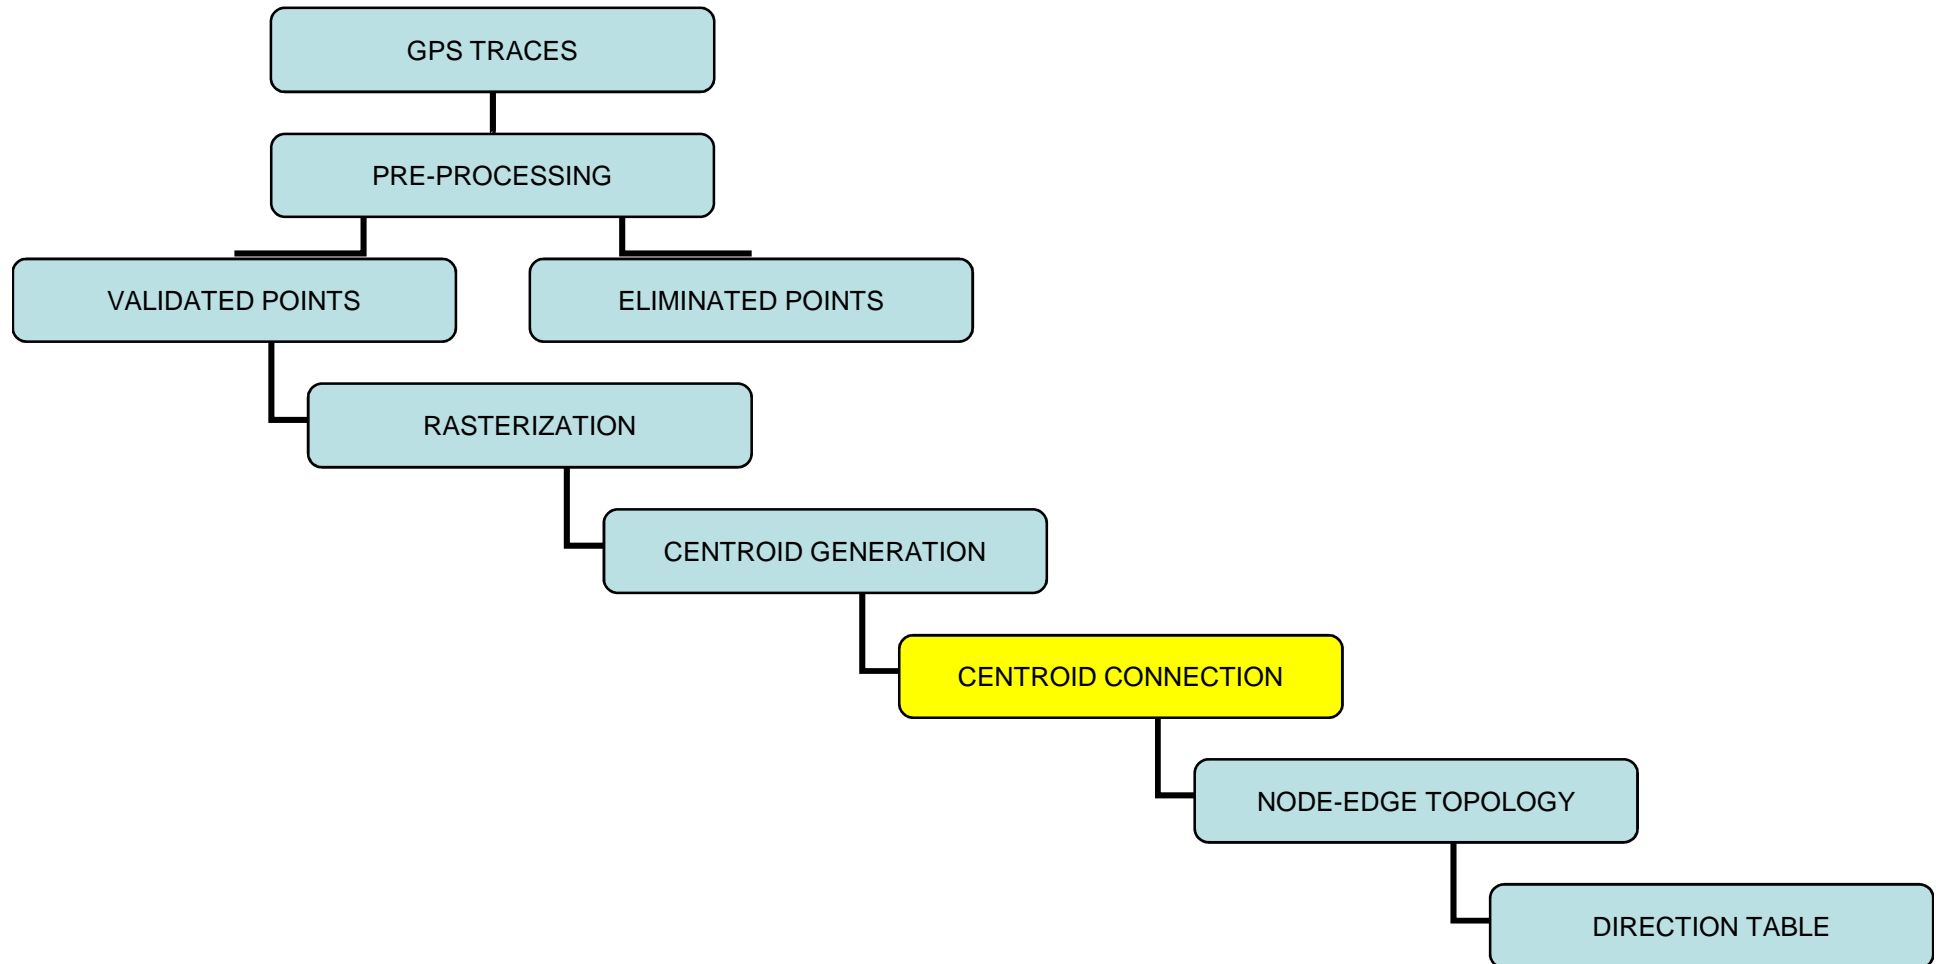 GPS TRACES
PRE-PROCESSING
VALIDATED POINTS
ELIMINATED POINTS
RASTERIZATION
CENTROID GENERATION
CENTROID CONNECTION
NODE-EDGE TOPOLOGY
DIRECTION TABLE